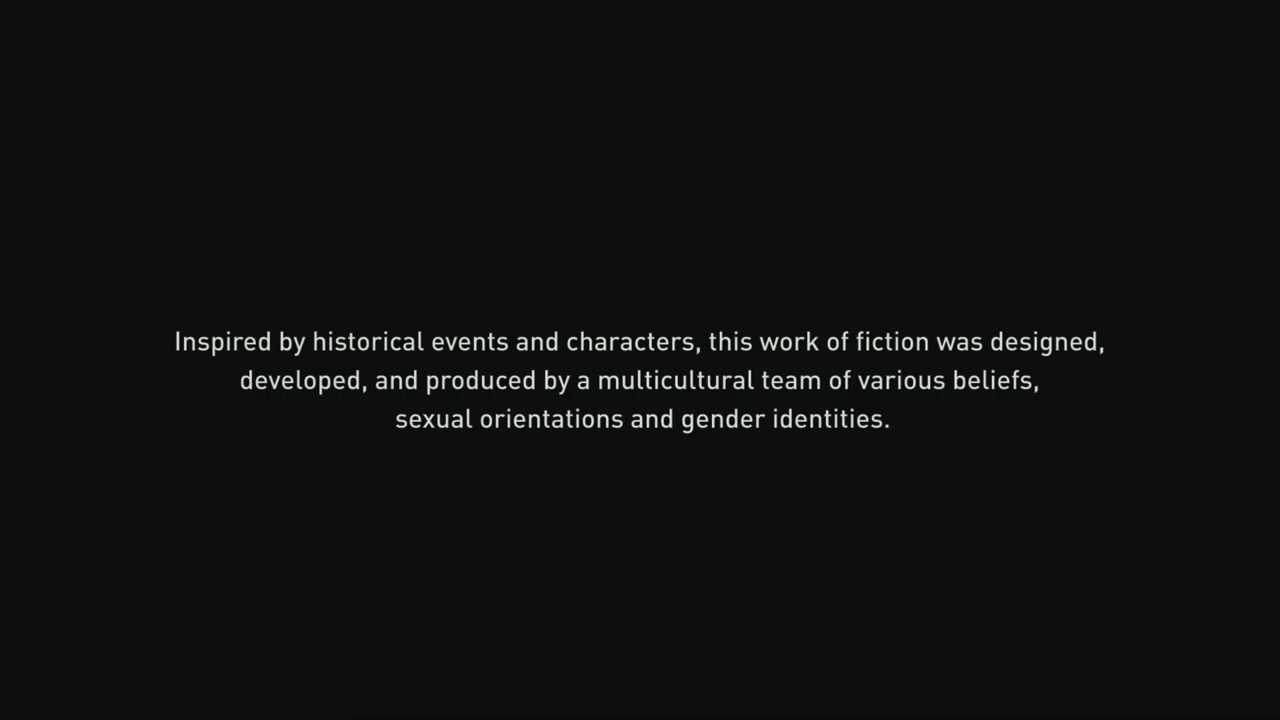 Inspired by historical events and characters, this work of fiction was designed,
developed, and produced by a multicultural team of various beliefs,
sexual orientations and gender identities.